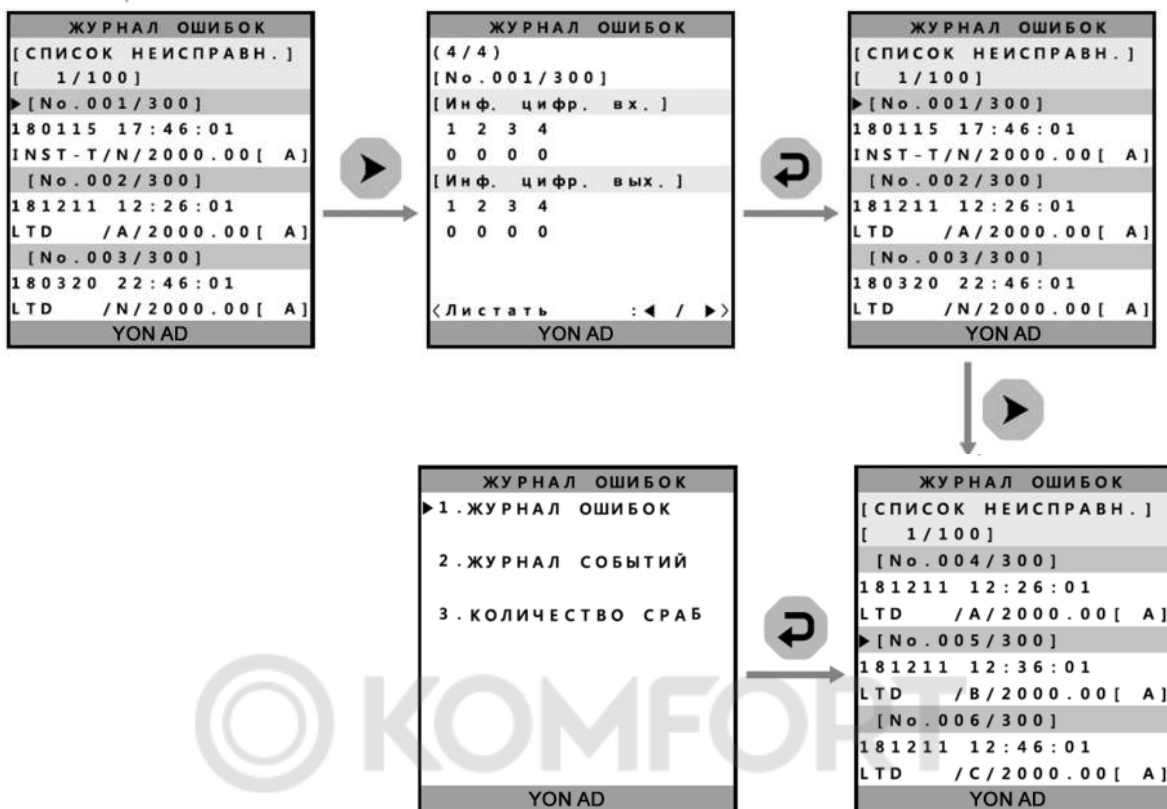 ЖУРНАЛ ОШИБОК
[СПИСОК НЕИСПРАВН.]
[ 1/100]
▶[No.001/300]
180115 17:46:01
INST-T/N/2000.00[ A]
[No.002/300]
181211 12:26:01
LTD /A/2000.00[ A]
[No.003/300]
180320 22:46:01
LTD /N/2000.00[ A]
YON AD
ЖУРНАЛ ОШИБОК
(4/4)
[No.001/300]
[Инф. цифр. вх.]
1 2 3 4
0 0 0 0
[Инф. цифр. вых.]
1 2 3 4
0 0 0 0
<Листать :◀ / ▶>
YON AD
ЖУРНАЛ ОШИБОК
[СПИСОК НЕИСПРАВН.]
[ 1/100]
▶[No.001/300]
180115 17:46:01
INST-T/N/2000.00[ A]
[No.002/300]
181211 12:26:01
LTD /A/2000.00[ A]
[No.003/300]
180320 22:46:01
LTD /N/2000.00[ A]
YON AD
ЖУРНАЛ ОШИБОК
▶1.ЖУРНАЛ ОШИБОК
2.ЖУРНАЛ СОБЫТИЙ
3.КОЛИЧЕСТВО СРАБ
YON AD
ЖУРНАЛ ОШИБОК
[СПИСОК НЕИСПРАВН.]
[ 1/100]
[No.004/300]
181211 12:26:01
LTD /A/2000.00[ A]
▶[No.005/300]
181211 12:36:01
LTD /B/2000.00[ A]
[No.006/300]
181211 12:46:01
LTD /C/2000.00[ A]
YON AD
KOMFORT